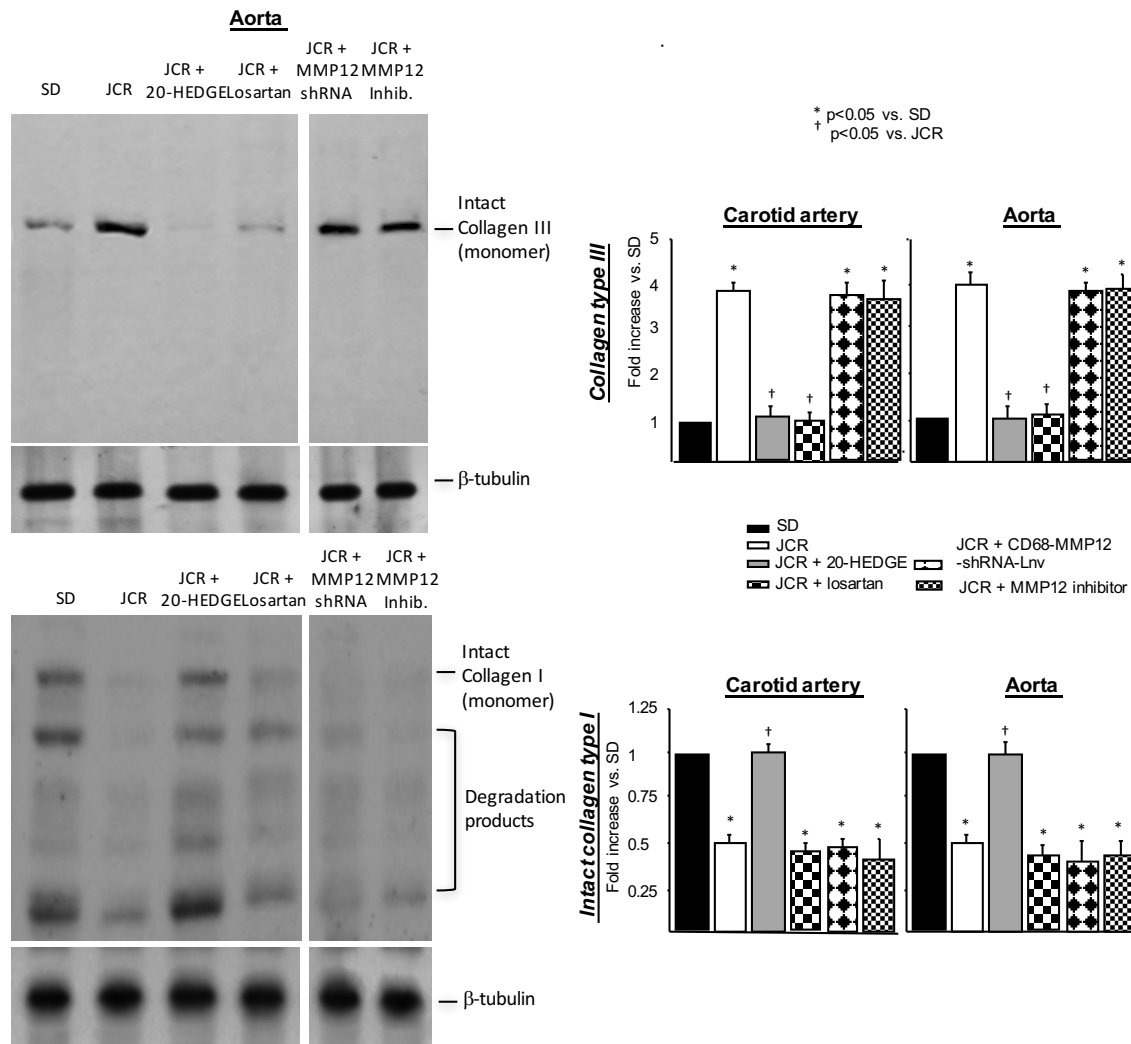 Aorta
SD
JCR
JCR +
20-HEDGE
JCR +
Losartan
JCR +
MMP12
shRNA
JCR +
MMP12
Inhib.
Intact
Collagen III
(monomer)
β-tubulin
JCR +
20-HEDGE
JCR +
Losartan
JCR +
MMP12
shRNA
JCR +
MMP12
Inhib.
SD
JCR
Intact
Collagen I
(monomer)
Degradation
products
β-tubulin
* p<0.05 vs. SD
† p<0.05 vs. JCR
Carotid artery
Aorta
Collagen type III
Fold increase vs. SD
5
4
3
2
1
*
†
†
*
*
*
†
†
*
*
SD
JCR
JCR + 20-HEDGE
JCR + losartan
JCR + CD68-MMP12
-shRNA-Lnv
JCR + MMP12 inhibitor
Carotid artery
Aorta
Intact collagen type I
Fold increase vs. SD
1.25
1
0.75
0.5
0.25
*
†
*
*
*
*
†
*
*
*